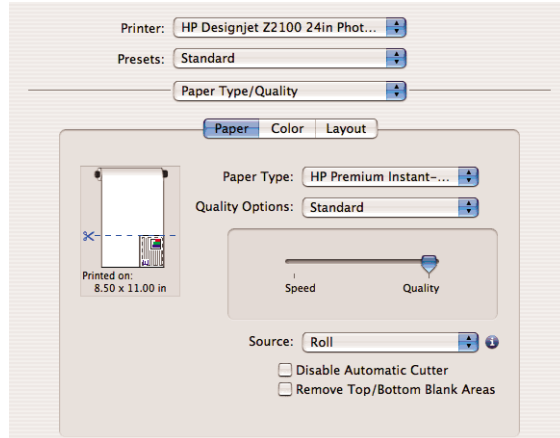 Printer: HP Designjet Z2100 24in Phot...
Presets: Standard
Paper Type/Quality
Paper Color Layout
Paper Type: HP Premium Instant-...
Quality Options: Standard
Printed on:
8.50 x 11.00 in
Speed Quality
Source: Roll
Disable Automatic Cutter
Remove Top/Bottom Blank Areas